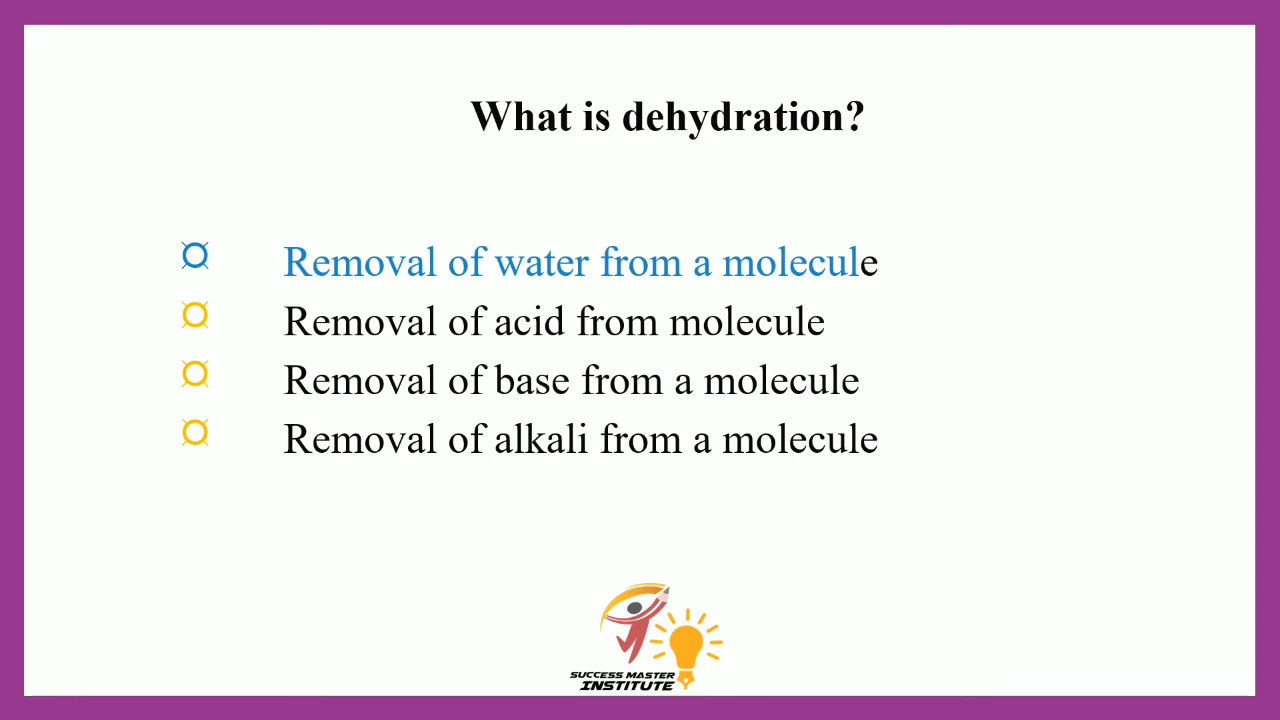 What is dehydration?
¤ Removal of water from a molecule
¤ Removal of acid from molecule
¤ Removal of base from a molecule
¤ Removal of alkali from a molecule
SUCCESS MASTER
INSTITUTE